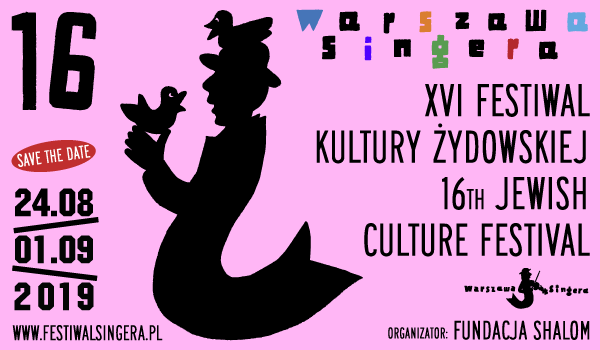 16
SAVE THE DATE
24.08
01.09
2019
WWW.FESTIWALSINGERA.PL
Warszawa
Singera
XVI FESTIWAL
KULTURY ŻYDOWSKIEJ
16TH JEWISH
CULTURE FESTIVAL
Warszawa Singera
ORGANIZATOR: FUNDACJA SHALOM